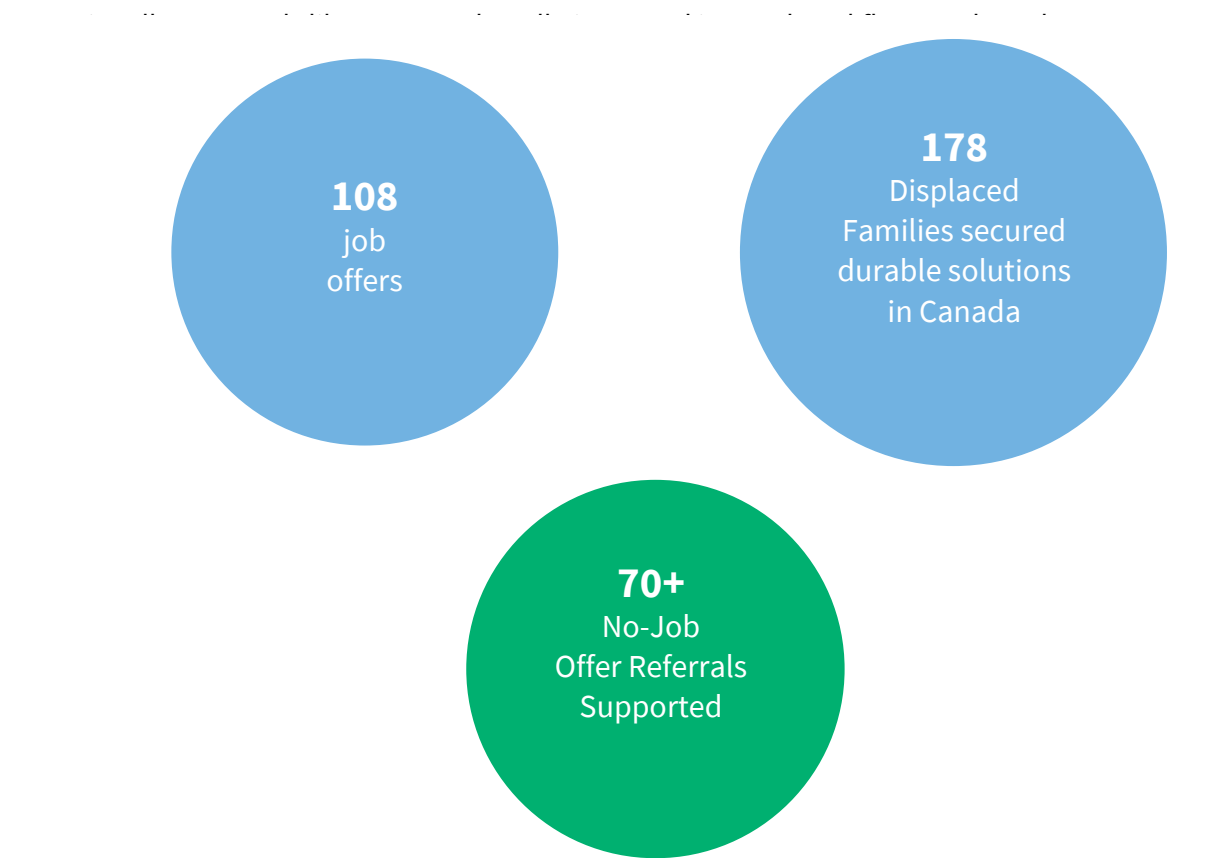 108
job
offers
178
Displaced
Families secured
durable solutions
in Canada
70+
No-Job
Offer Referrals
Supported